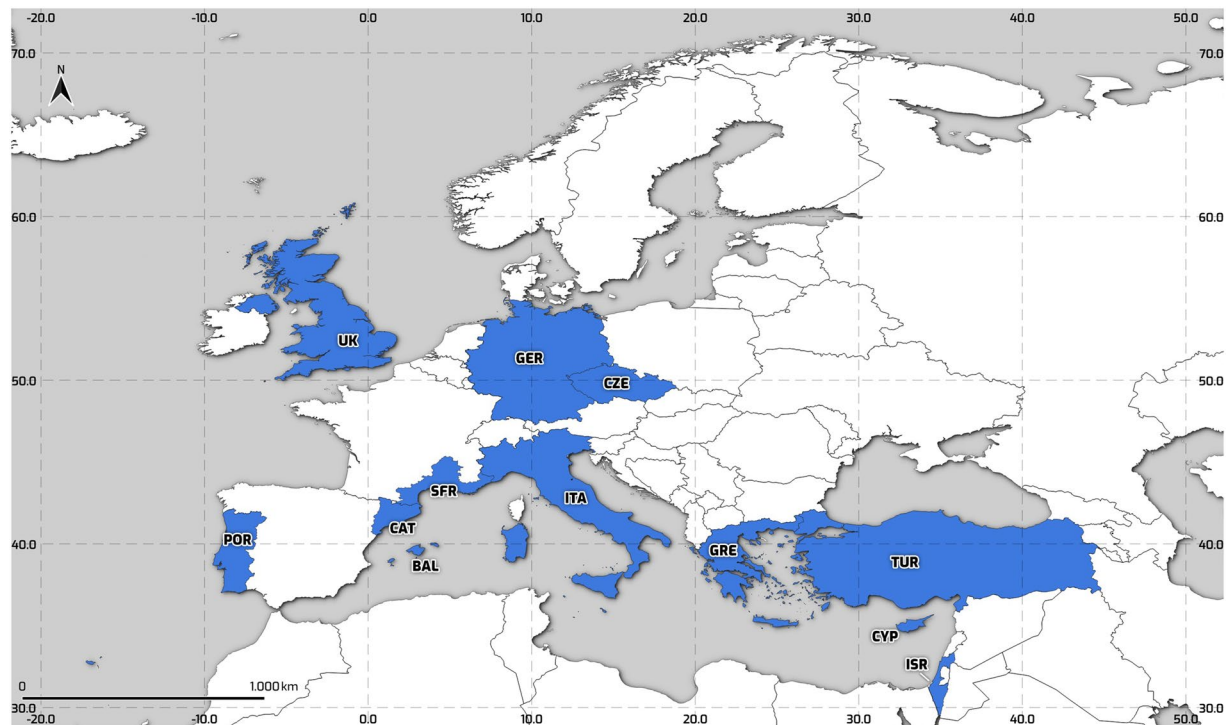 -20.0 -10.0 0.0 10.0 20.0 30.0 40.0 50.0
70.0 70.0
N
60.0 60.0
UK
GER
50.0 50.0
CZE
SFR
ITA
CAT
POR
40.0 40.0
GRE
BAL
TUR
CYP
ISR
0 1.000 km
30.0 30.0
-20.0 -10.0 0.0 10.0 20.0 30.0 40.0 50.0